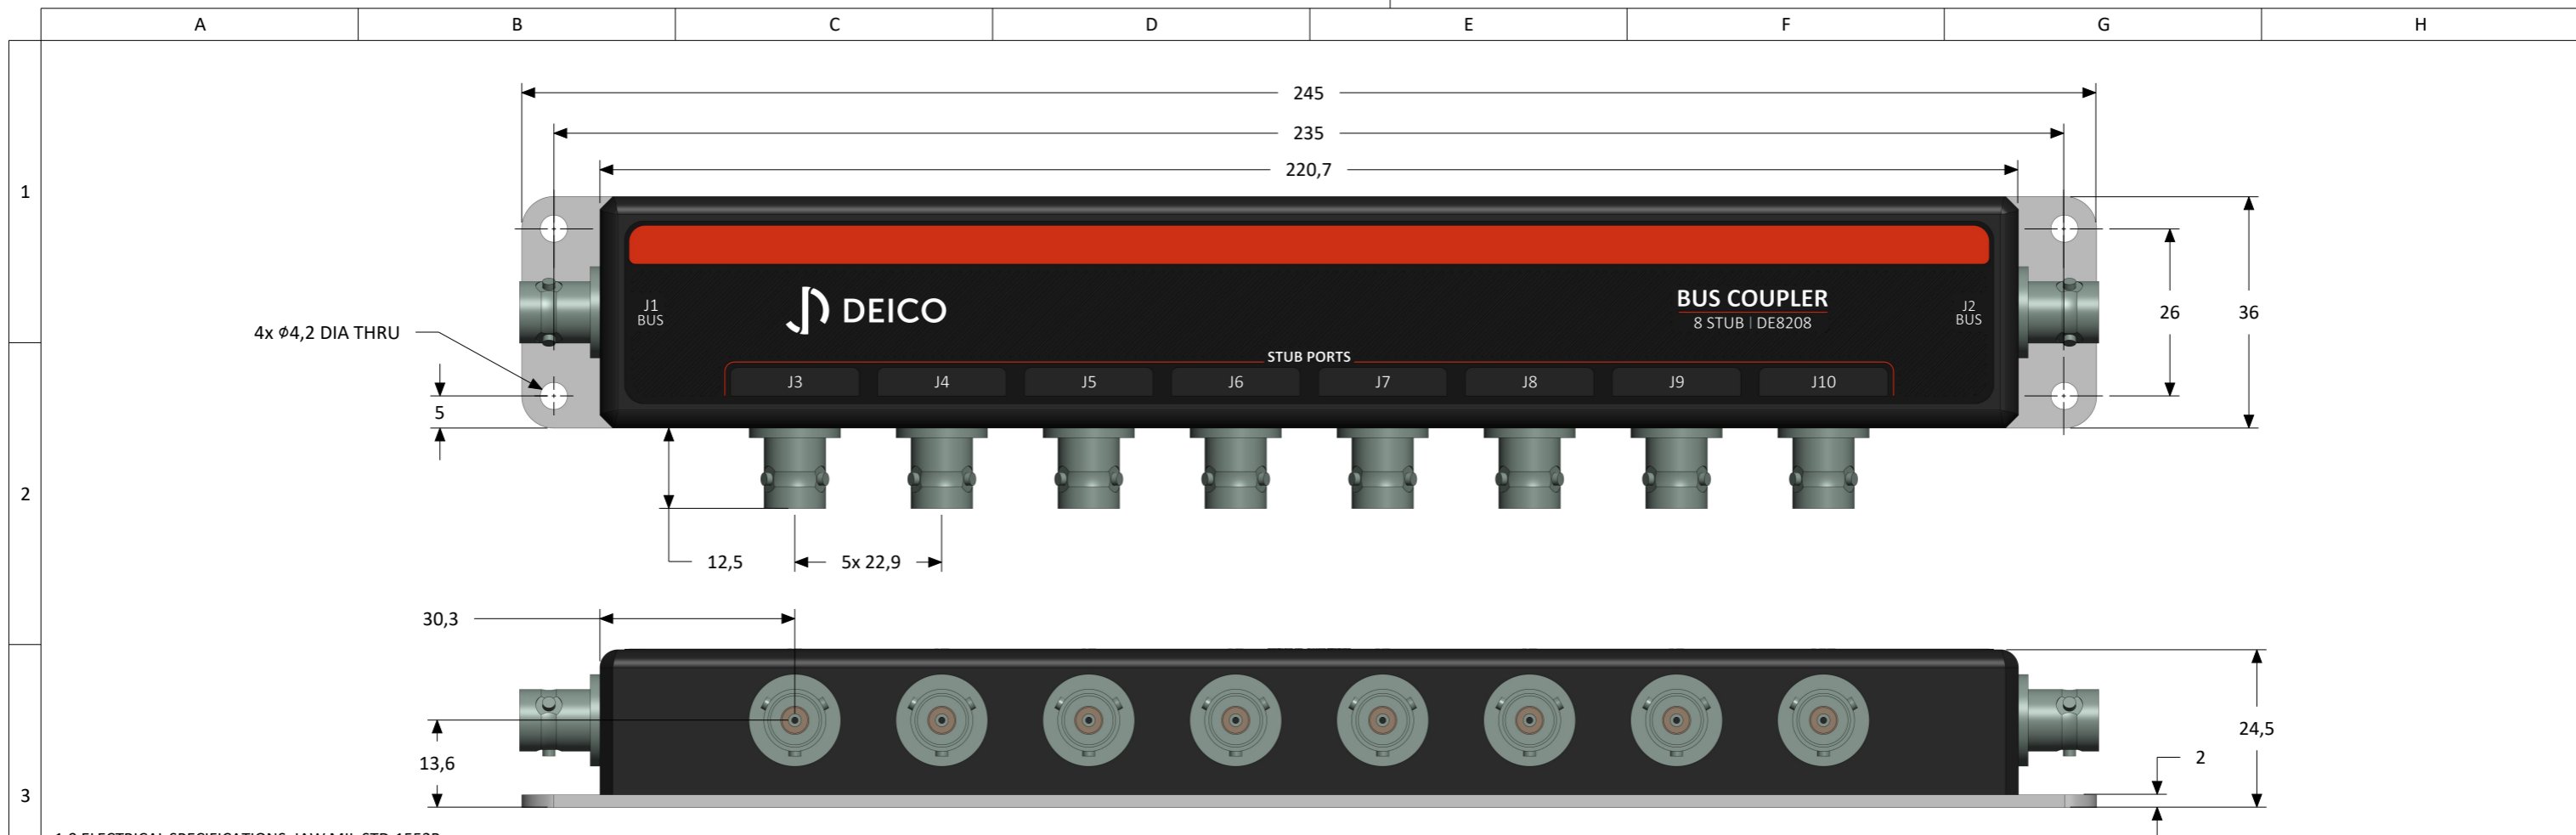 A B C D E F G H
245
235
220,7
1
J1
BUS
DEICO
BUS COUPLER
8 STUB | DE8208
J2
BUS
26
36
4x ⌀4,2 DIA THRU
STUB PORTS
J3 J4 J5 J6 J7 J8 J9 J10
5
2
12,5
5x 22,9
30,3
24,5
2
13,6
3